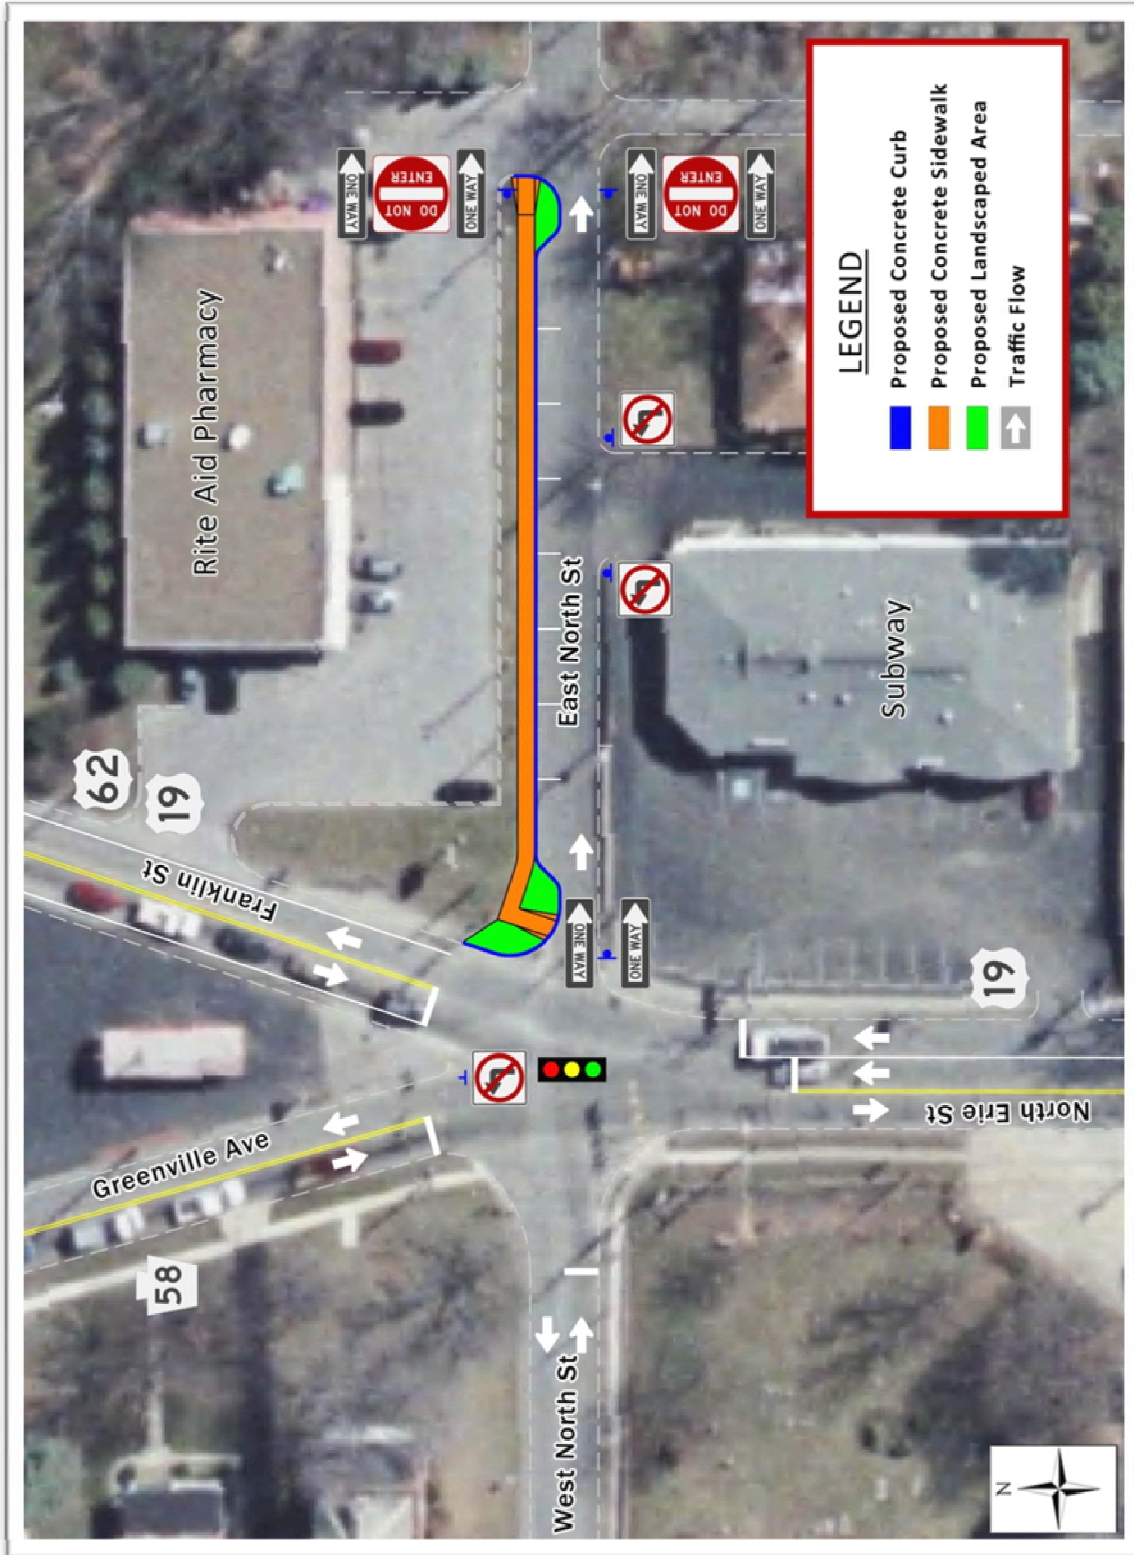 Rite Aid Pharmacy
62
19
Franklin St
Greenville Ave
58
ONE WAY
DO NOT
ENTER
ONE WAY
ONE WAY
DO NOT
ENTER
ONE WAY
East North St
ONE WAY
ONE WAY
Subway
19
North Erie St
West North St
N
LEGEND
Proposed Concrete Curb
Proposed Concrete Sidewalk
Proposed Landscaped Area
Traffic Flow